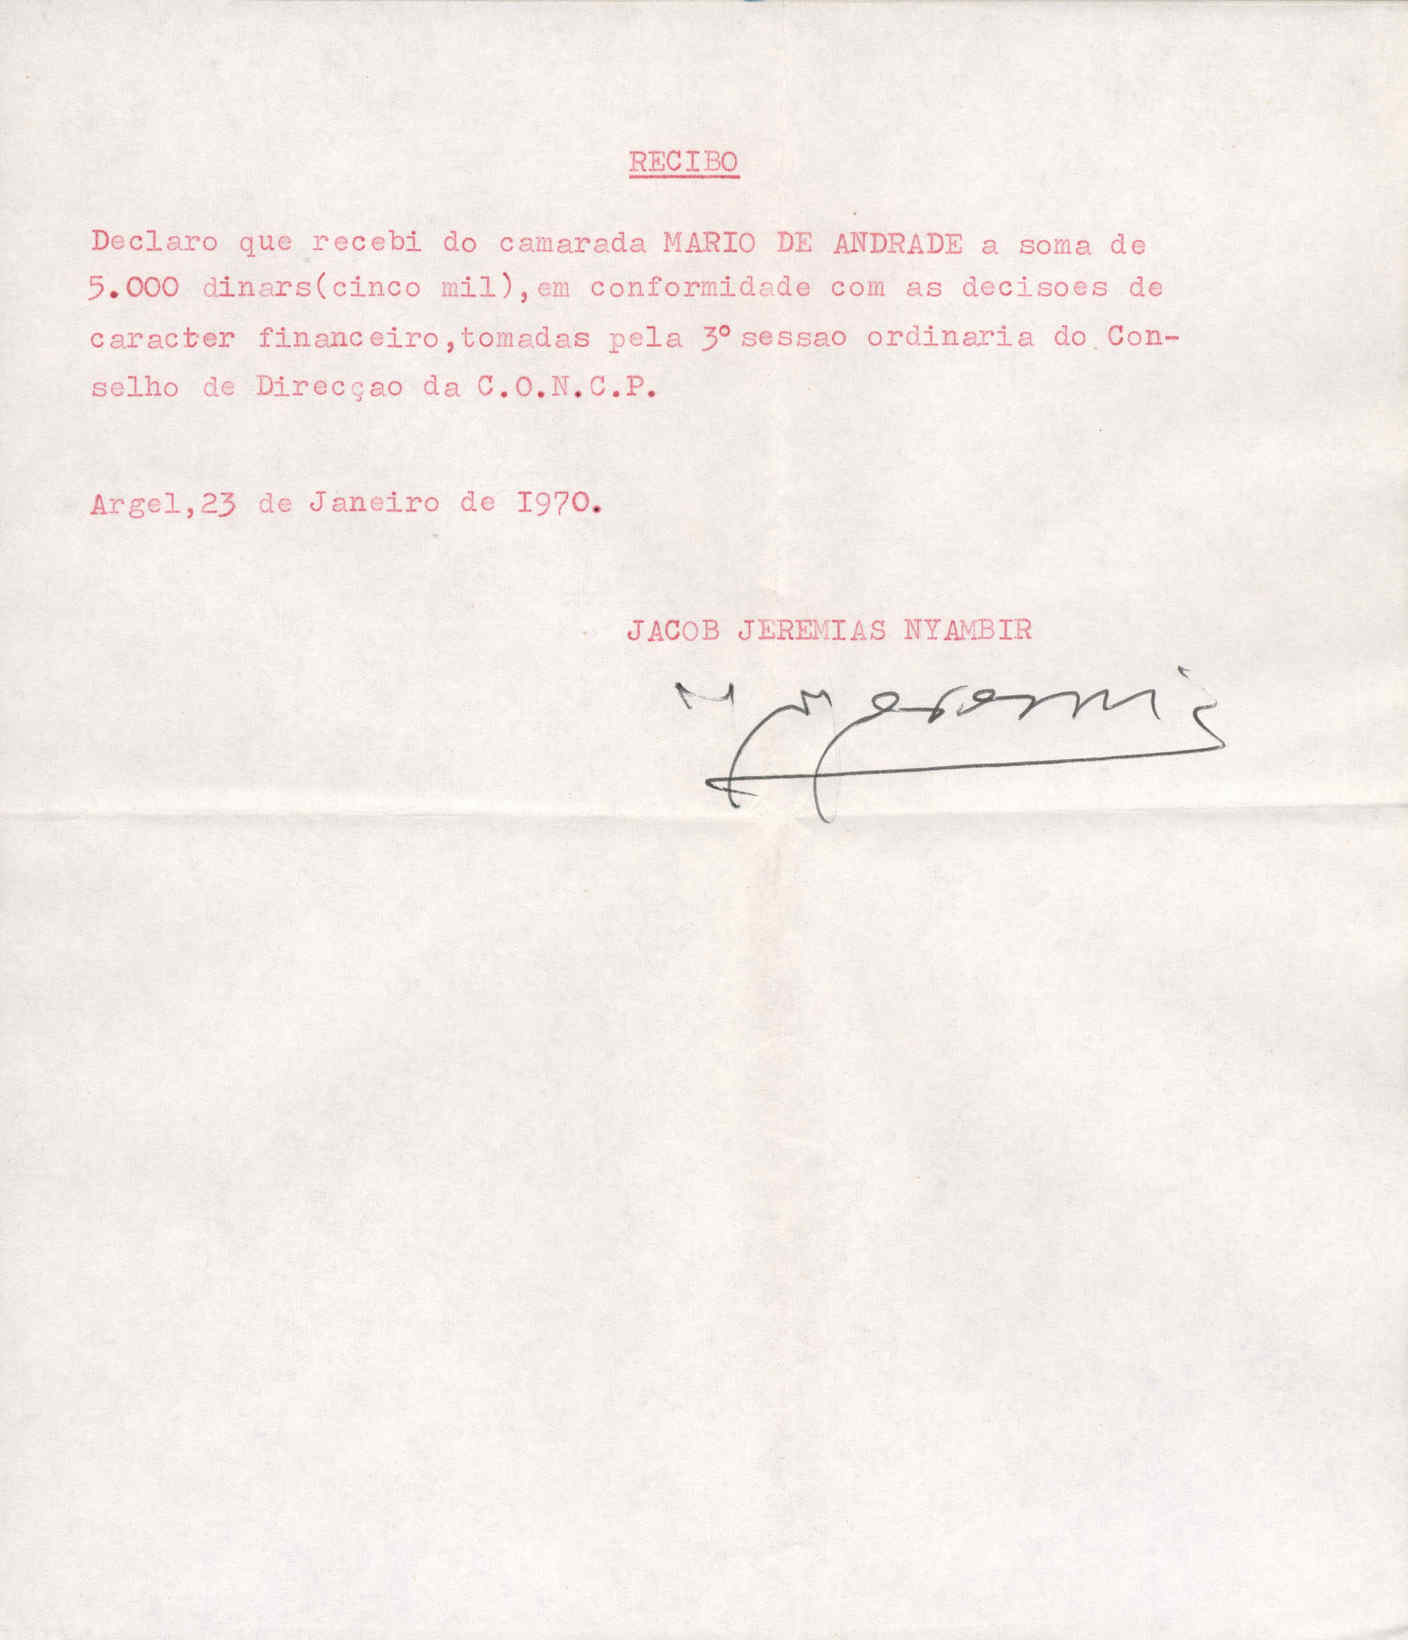 RECIBO
Declaro que recebi do camarada MARIO DE ANDRADE a soma de
5.000 dinars(cinco mil),em conformidade com as decisoes de
caracter financeiro,tomadas pela 3º sessao ordinaria do Con-
selho de Direcçao da C.O.N.C.P.
Argel,23 de Janeiro de I970.
JACOB JEREMIAS NYAMBIR